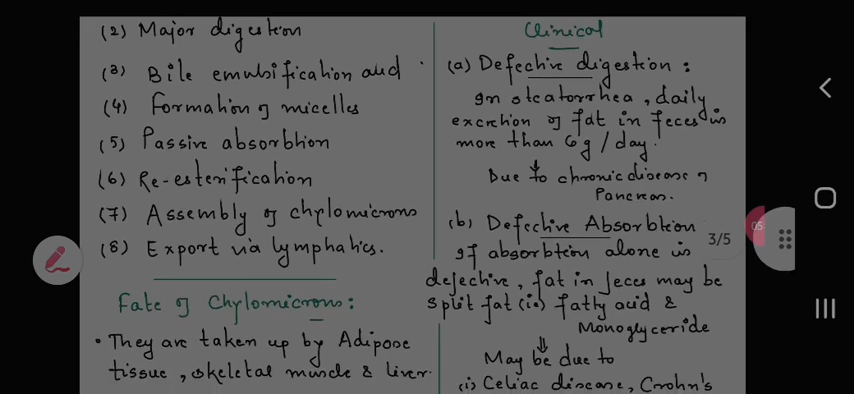 (2) Major digestion
(3) Bile emulsification and
(4) Formation of micelles
(5) Passive absorbtion
(6) Re-esterification
(7) Assembly of chylomicrons
(8) Export via lymphatics.
Fate of Chylomicrons:
• They are taken up by Adipose
tissue, skeletal muscle & liver.
Clinical
(a) Defective digestion:
In steatorrhea, daily
excretion of fat in feces is
more than 6g/day.
↓
Due to chronic disease of
Pancreas.
(b) Defective Absorbtion
If absorbtion alone is
defective, fat in feces may be
split fat (ie) fatty acid &
Monoglyceride
⇓
May be due to
(i) Celiac disease, Crohn's
3/5
05